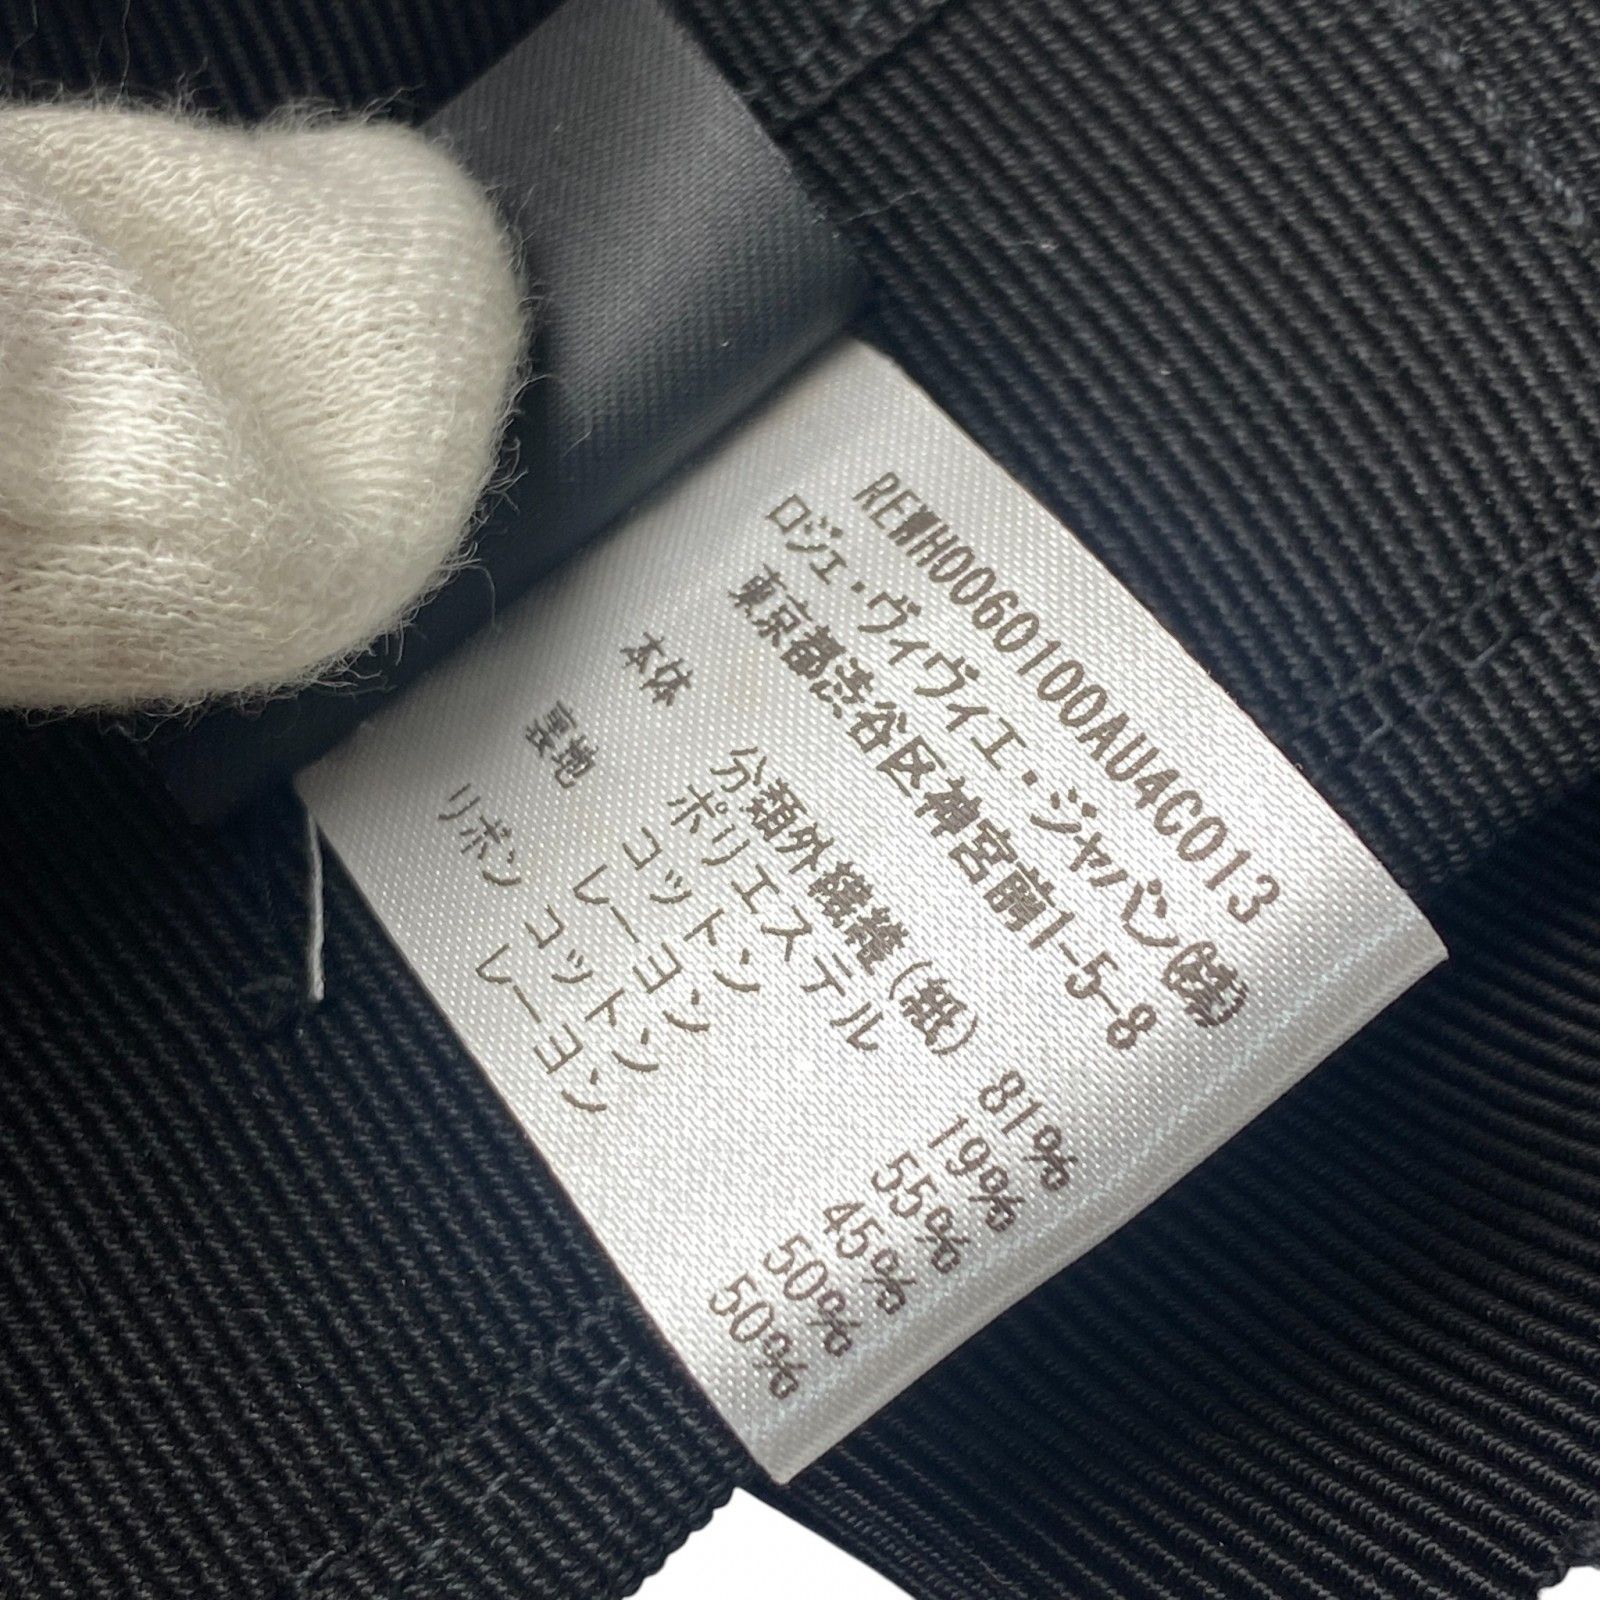 REWH0060100AU4C013
ロジェ・ヴィヴィエ・ジャパン(株)
東京都渋谷区神宮前1-5-8
本体 分類外繊維(紙) 81%
ポリエステル 19%
裏地 コットン 55%
レーヨン 45%
リボン コットン 50%
レーヨン 50%